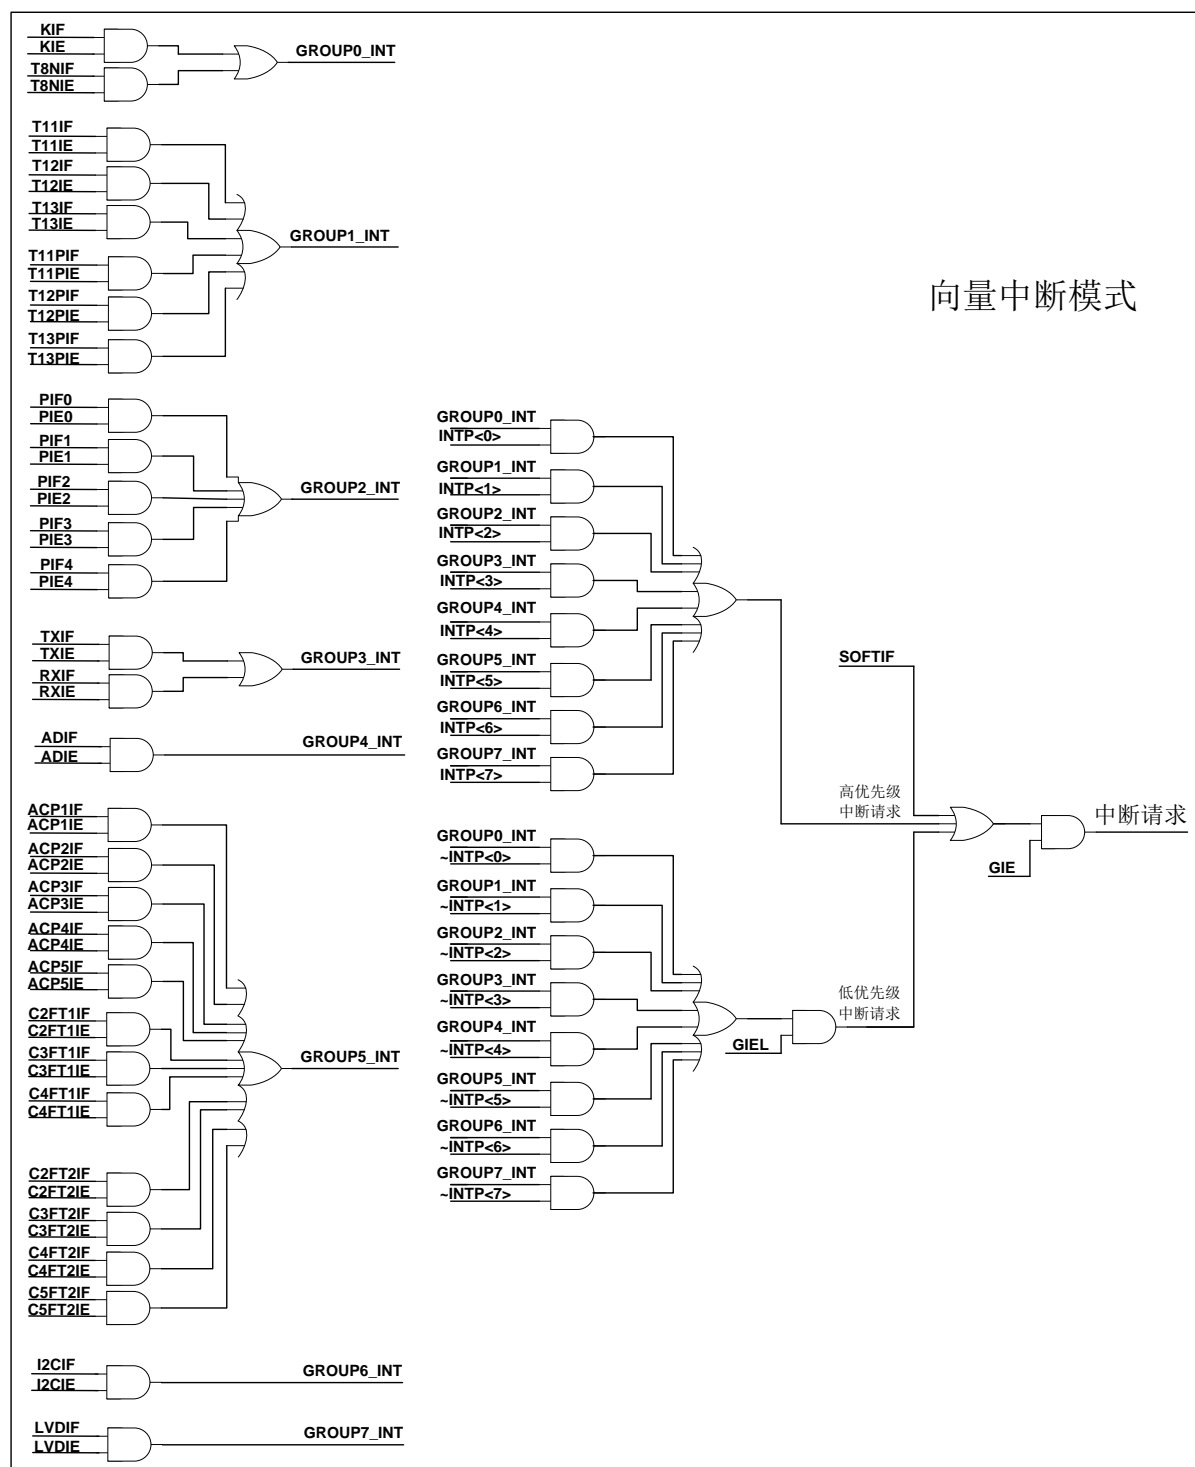 KIF
KIE
T8NIF
T8NIE
GROUP0_INT
T11IF
T11IE
T12IF
T12IE
T13IF
T13IE
T11PIF
T11PIE
T12PIF
T12PIE
T13PIF
T13PIE
GROUP1_INT
向量中断模式
PIF0
PIE0
PIF1
PIE1
PIF2
PIE2
PIF3
PIE3
PIF4
PIE4
GROUP2_INT
TXIF
TXIE
RXIF
RXIE
GROUP3_INT
ADIF
ADIE
GROUP4_INT
ACP1IF
ACP1IE
ACP2IF
ACP2IE
ACP3IF
ACP3IE
ACP4IF
ACP4IE
ACP5IF
ACP5IE
C2FT1IF
C2FT1IE
C3FT1IF
C3FT1IE
C4FT1IF
C4FT1IE
C2FT2IF
C2FT2IE
C3FT2IF
C3FT2IE
C4FT2IF
C4FT2IE
C5FT2IF
C5FT2IE
GROUP5_INT
I2CIF
I2CIE
GROUP6_INT
LVDIF
LVDIE
GROUP7_INT
GROUP0_INT
INTP<0>
GROUP1_INT
INTP<1>
GROUP2_INT
INTP<2>
GROUP3_INT
INTP<3>
GROUP4_INT
INTP<4>
GROUP5_INT
INTP<5>
GROUP6_INT
INTP<6>
GROUP7_INT
INTP<7>
GROUP0_INT
~INTP<0>
GROUP1_INT
~INTP<1>
GROUP2_INT
~INTP<2>
GROUP3_INT
~INTP<3>
GROUP4_INT
~INTP<4>
GROUP5_INT
~INTP<5>
GROUP6_INT
~INTP<6>
GROUP7_INT
~INTP<7>
GIEL
SOFTIF
高优先级
中断请求
低优先级
中断请求
GIE
中断请求